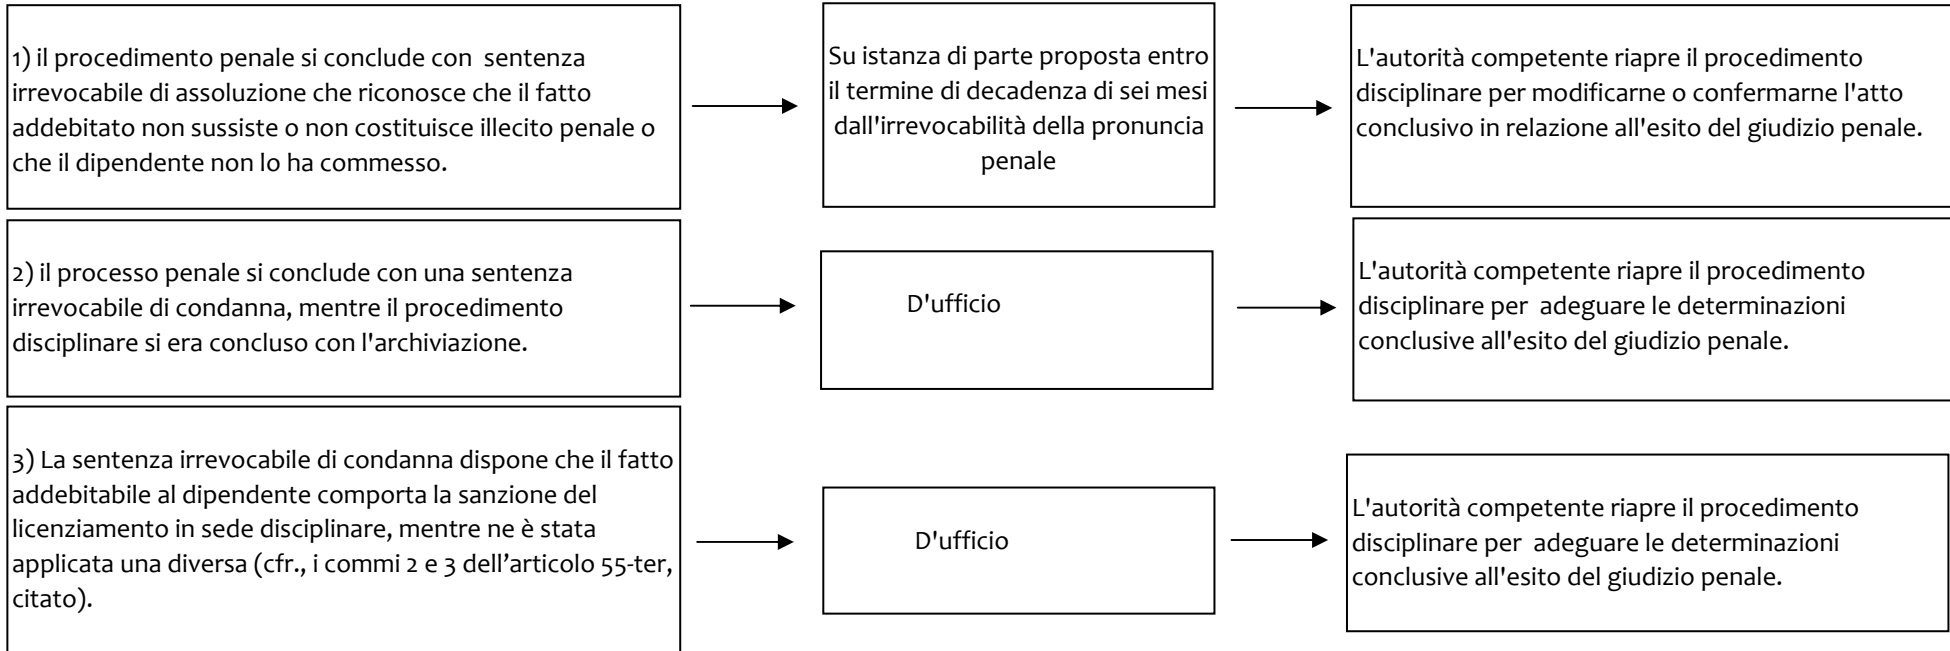 1) il procedimento penale si conclude con  sentenza
irrevocabile di assoluzione che riconosce che il fatto
addebitato non sussiste o non costituisce illecito penale o
che il dipendente non lo ha commesso.
Su istanza di parte proposta entro
il termine di decadenza di sei mesi
dall'irrevocabilità della pronuncia
penale
L'autorità competente riapre il procedimento
disciplinare per modificarne o confermarne l'atto
conclusivo in relazione all'esito del giudizio penale.
2) il processo penale si conclude con una sentenza
irrevocabile di condanna, mentre il procedimento
disciplinare si era concluso con l'archiviazione.
D'ufficio
L'autorità competente riapre il procedimento
disciplinare per  adeguare le determinazioni
conclusive all'esito del giudizio penale.
3) La sentenza irrevocabile di condanna dispone che il fatto
addebitabile al dipendente comporta la sanzione del
licenziamento in sede disciplinare, mentre ne è stata
applicata una diversa (cfr., i commi 2 e 3 dell’articolo 55-ter,
citato).
D'ufficio
L'autorità competente riapre il procedimento
disciplinare per  adeguare le determinazioni
conclusive all'esito del giudizio penale.